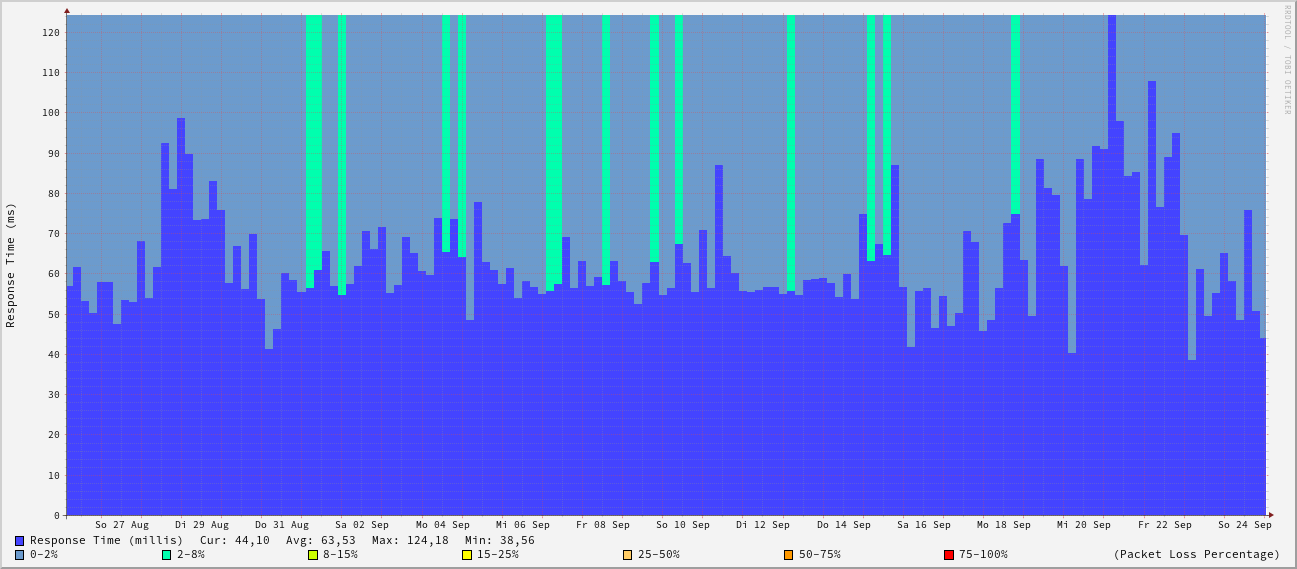 RRDTOOL / TOBI OETIKER
Response Time (ms)
120
110
100
90
80
70
60
50
40
30
20
10
0
So 27 Aug Di 29 Aug Do 31 Aug Sa 02 Sep Mo 04 Sep Mi 06 Sep Fr 08 Sep So 10 Sep Di 12 Sep Do 14 Sep Sa 16 Sep Mo 18 Sep Mi 20 Sep Fr 22 Sep So 24 Sep
Response Time (millis) Cur: 44,10 Avg: 63,53 Max: 124,18 Min: 38,56
0-2% 2-8% 8-15% 15-25% 25-50% 50-75% 75-100% (Packet Loss Percentage)